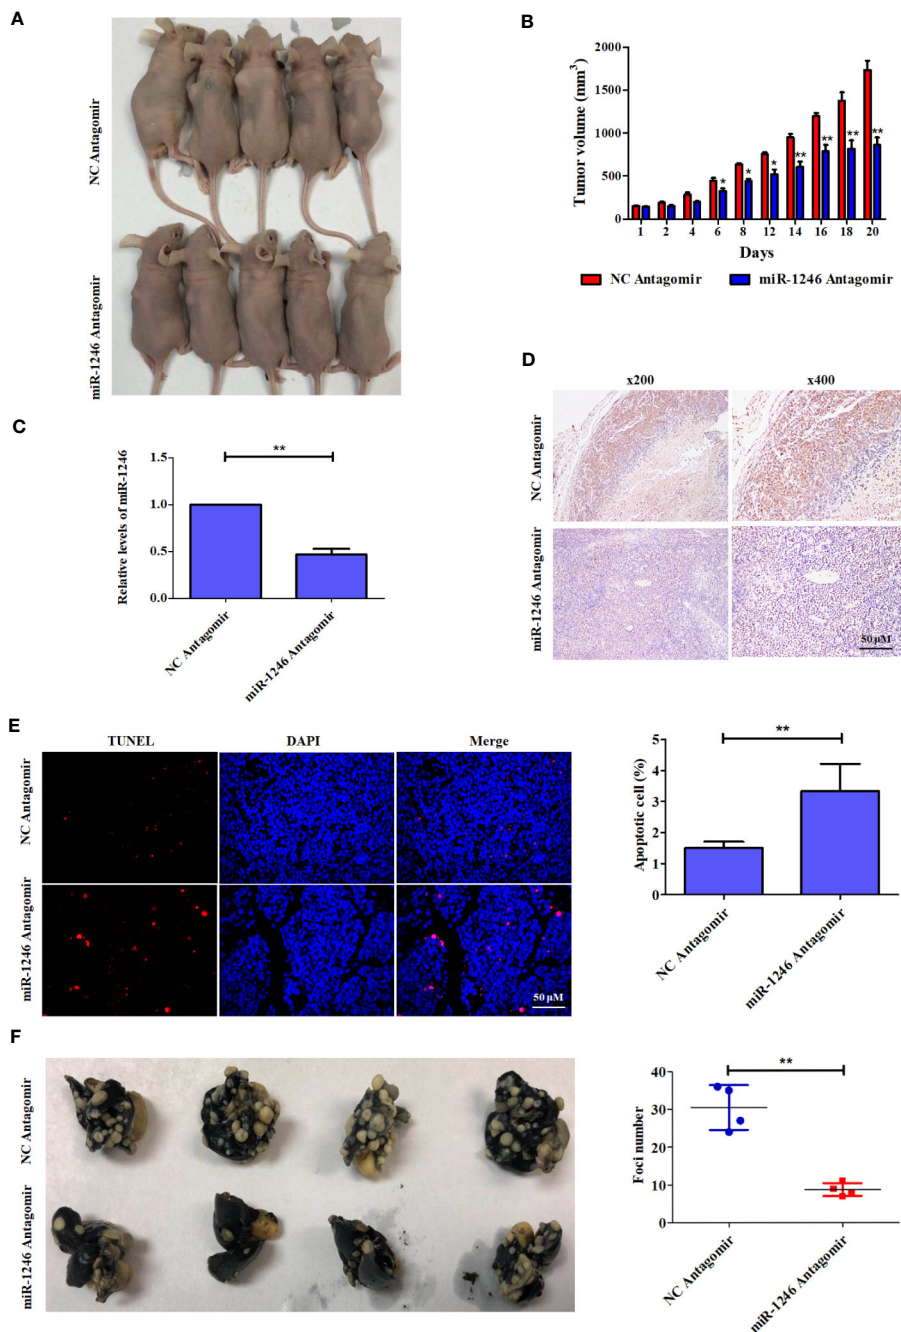 A
NC Antagomir
miR-1246 Antagomir
B
Tumor volume (mm³)
2000
1500
1000
500
0
* * * ** ** ** **
1 2 4 6 8 12 14 16 18 20
Days
NC Antagomir miR-1246 Antagomir
C
Relative levels of miR-1246
1.5
1.0
0.5
0.0
**
NC Antagomir
miR-1246 Antagomir
D
x200 x400
NC Antagomir
miR-1246 Antagomir
50 µM
E
TUNEL DAPI Merge
NC Antagomir
miR-1246 Antagomir
50 µM
Apoptotic cell (%)
5
4
3
2
1
0
**
NC Antagomir
miR-1246 Antagomir
F
NC Antagomir
miR-1246 Antagomir
Foci number
40
30
20
10
0
**
NC Antagomir
miR-1246 Antagomir